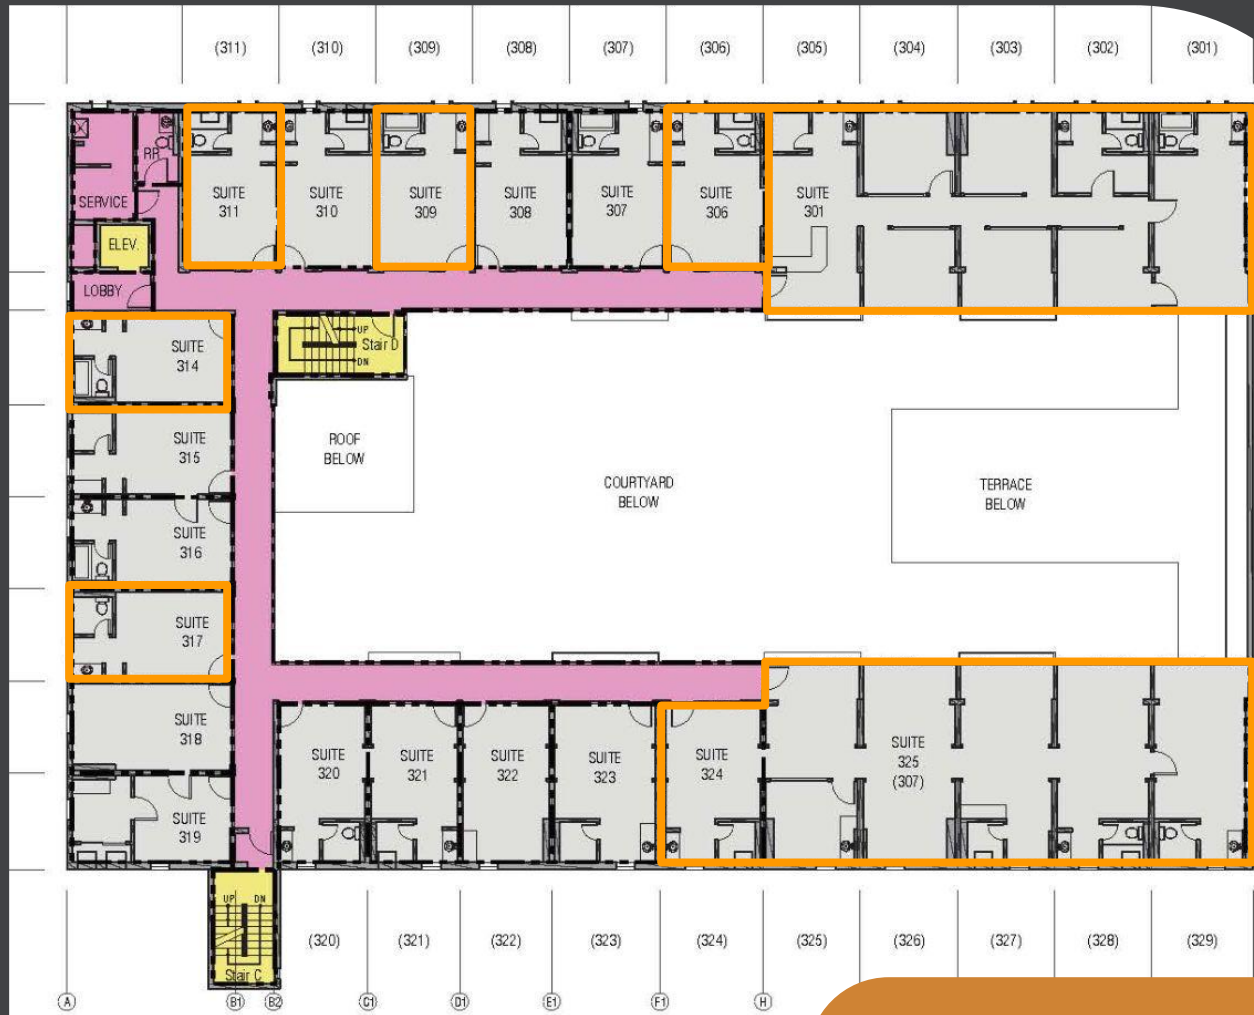 (311) (310) (309) (308) (307) (306) (305) (304) (303) (302) (301)
RR
SERVICE
ELEV.
LOBBY
SUITE
311
SUITE
310
SUITE
309
SUITE
308
SUITE
307
SUITE
306
SUITE
301
UP
Stair D
DN
SUITE
314
SUITE
315
SUITE
316
SUITE
317
SUITE
318
SUITE
319
ROOF
BELOW
COURTYARD
BELOW
TERRACE
BELOW
SUITE
320
SUITE
321
SUITE
322
SUITE
323
SUITE
324
SUITE
325
(307)
UP DN
Stair C
(320) (321) (322) (323) (324) (325) (326) (327) (328) (329)
A B1 B2 C1 D1 E1 F1 H